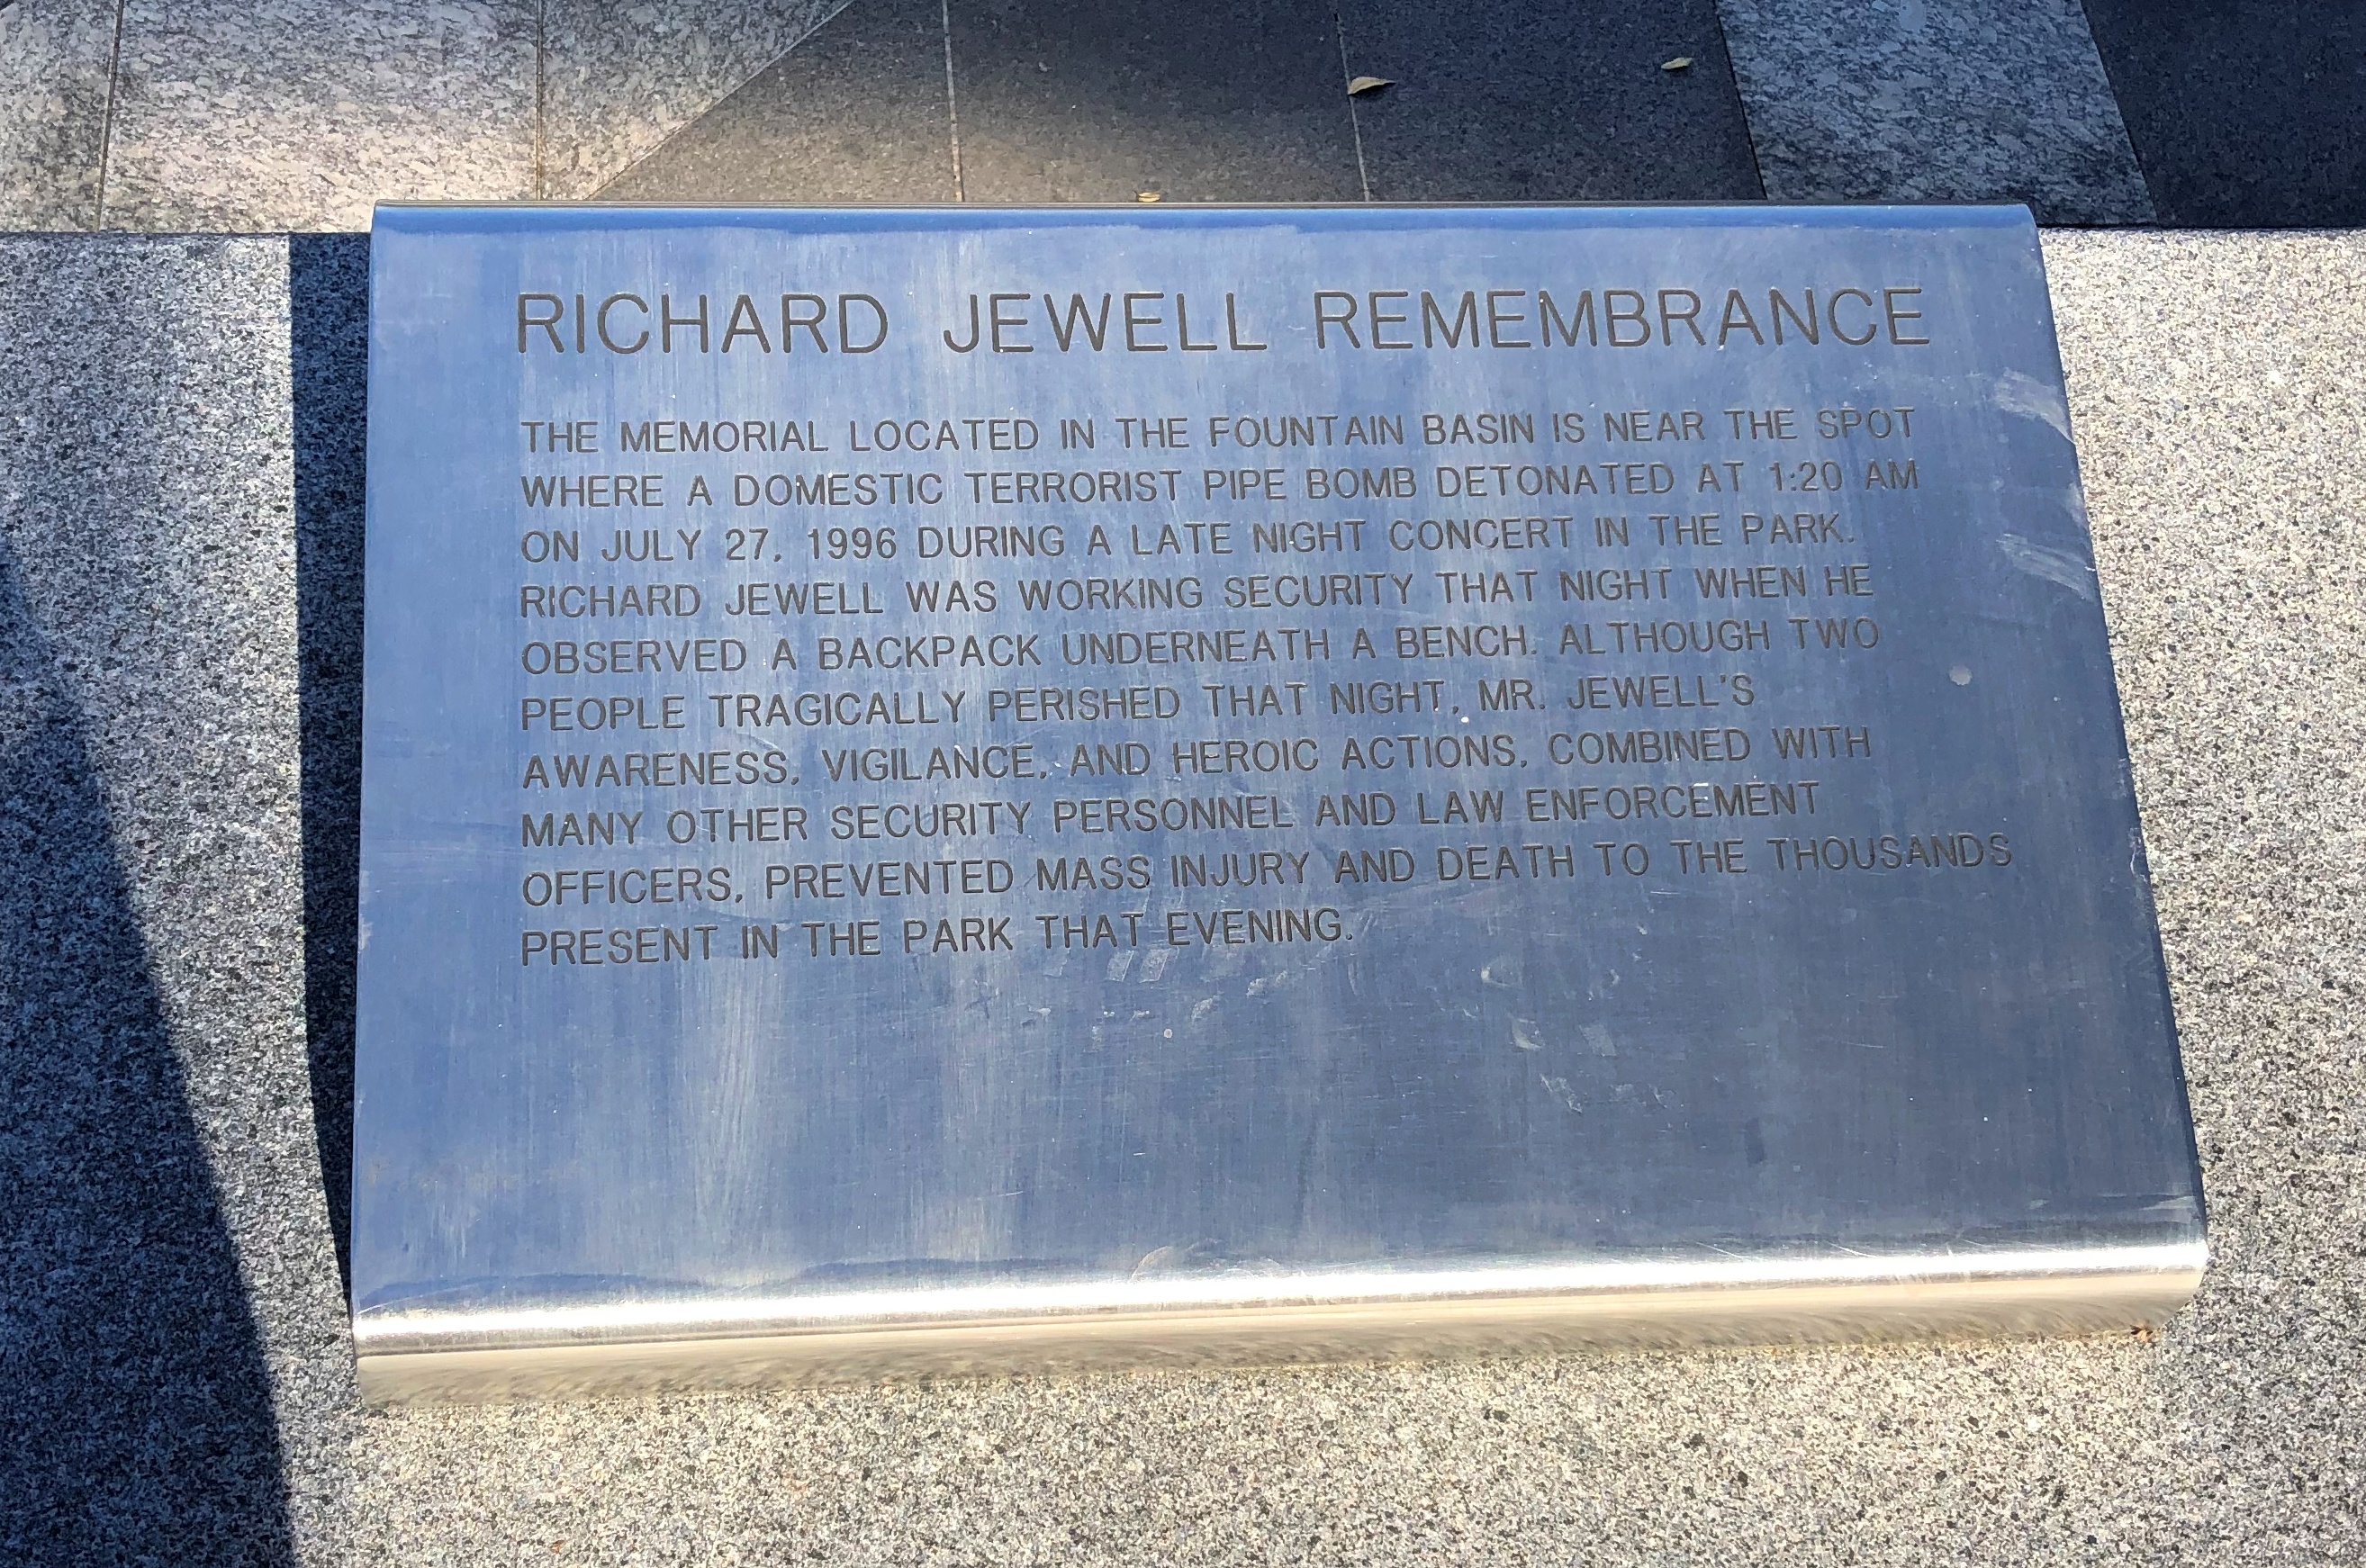 RICHARD JEWELL REMEMBRANCE
THE MEMORIAL LOCATED IN THE FOUNTAIN BASIN IS NEAR THE SPOT
WHERE A DOMESTIC TERRORIST PIPE BOMB DETONATED AT 1:20 AM
ON JULY 27, 1996 DURING A LATE NIGHT CONCERT IN THE PARK.
RICHARD JEWELL WAS WORKING SECURITY THAT NIGHT WHEN HE
OBSERVED A BACKPACK UNDERNEATH A BENCH. ALTHOUGH TWO
PEOPLE TRAGICALLY PERISHED THAT NIGHT, MR. JEWELL'S
AWARENESS, VIGILANCE, AND HEROIC ACTIONS, COMBINED WITH
MANY OTHER SECURITY PERSONNEL AND LAW ENFORCEMENT
OFFICERS, PREVENTED MASS INJURY AND DEATH TO THE THOUSANDS
PRESENT IN THE PARK THAT EVENING.